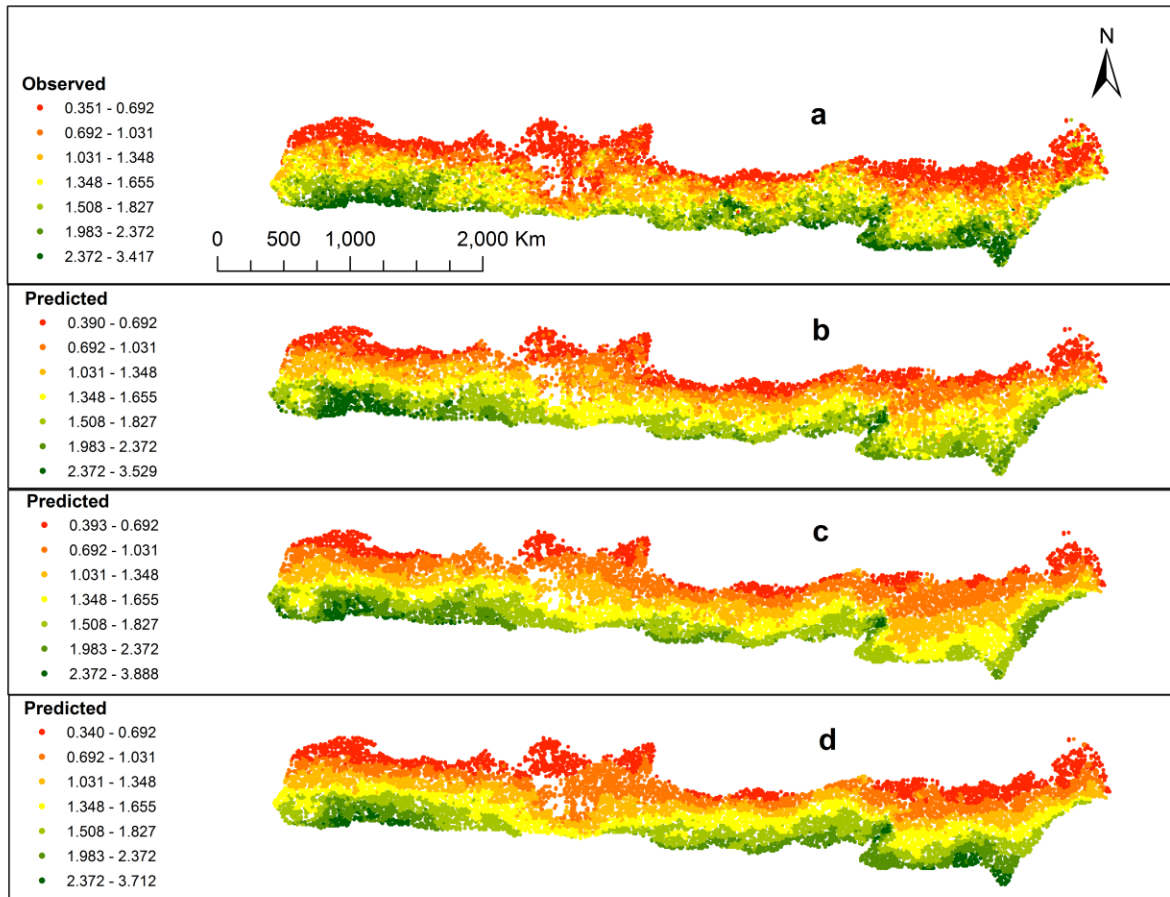 N
Observed
0.351 - 0.692
0.692 - 1.031
1.031 - 1.348
1.348 - 1.655
1.508 - 1.827
1.983 - 2.372
2.372 - 3.417
a
0 500 1,000 2,000 Km
Predicted
0.390 - 0.692
0.692 - 1.031
1.031 - 1.348
1.348 - 1.655
1.508 - 1.827
1.983 - 2.372
2.372 - 3.529
b
Predicted
0.393 - 0.692
0.692 - 1.031
1.031 - 1.348
1.348 - 1.655
1.508 - 1.827
1.983 - 2.372
2.372 - 3.888
c
Predicted
0.340 - 0.692
0.692 - 1.031
1.031 - 1.348
1.348 - 1.655
1.508 - 1.827
1.983 - 2.372
2.372 - 3.712
d